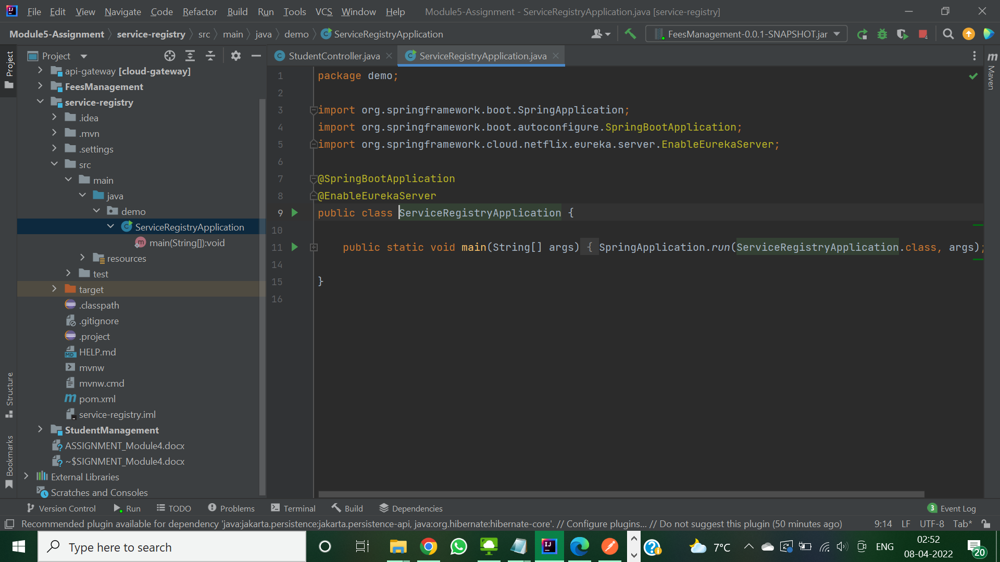 File Edit View Navigate Code Refactor Build Run Tools VCS Window Help Module5-Assignment - ServiceRegistryApplication.java [service-registry]
Module5-Assignment service-registry src main java demo ServiceRegistryApplication FeesManagement-0.0.1-SNAPSHOT.jar
Project StudentController.java ServiceRegistryApplication.java
Project
Maven
Structure
Bookmarks
api-gateway [cloud-gateway]
FeesManagement
service-registry
.idea
.mvn
.settings
src
main
java
demo
ServiceRegistryApplication
main(String[]):void
resources
test
target
.classpath
.gitignore
.project
HELP.md
mvnw
mvnw.cmd
pom.xml
service-registry.iml
StudentManagement
ASSIGNMENT_Module4.docx
~$SIGNMENT_Module4.docx
External Libraries
Scratches and Consoles
1 package demo;
2
3 import org.springframework.boot.SpringApplication;
4 import org.springframework.boot.autoconfigure.SpringBootApplication;
5 import org.springframework.cloud.netflix.eureka.server.EnableEurekaServer;
6
7 @SpringBootApplication
8 @EnableEurekaServer
9 public class ServiceRegistryApplication {
10
11 public static void main(String[] args) { SpringApplication.run(ServiceRegistryApplication.class, args);
14
15 }
16
Version Control Run TODO Problems Terminal Build Dependencies 3 Event Log
Recommended plugin available for dependency 'java:jakarta.persistence:jakarta.persistence-api, java:org.hibernate:hibernate-core'. // Configure plugins... // Do not suggest this plugin (50 minutes ago) 9:14 LF UTF-8 Tab*
Type here to search 7°C ENG 02:52
08-04-2022 20